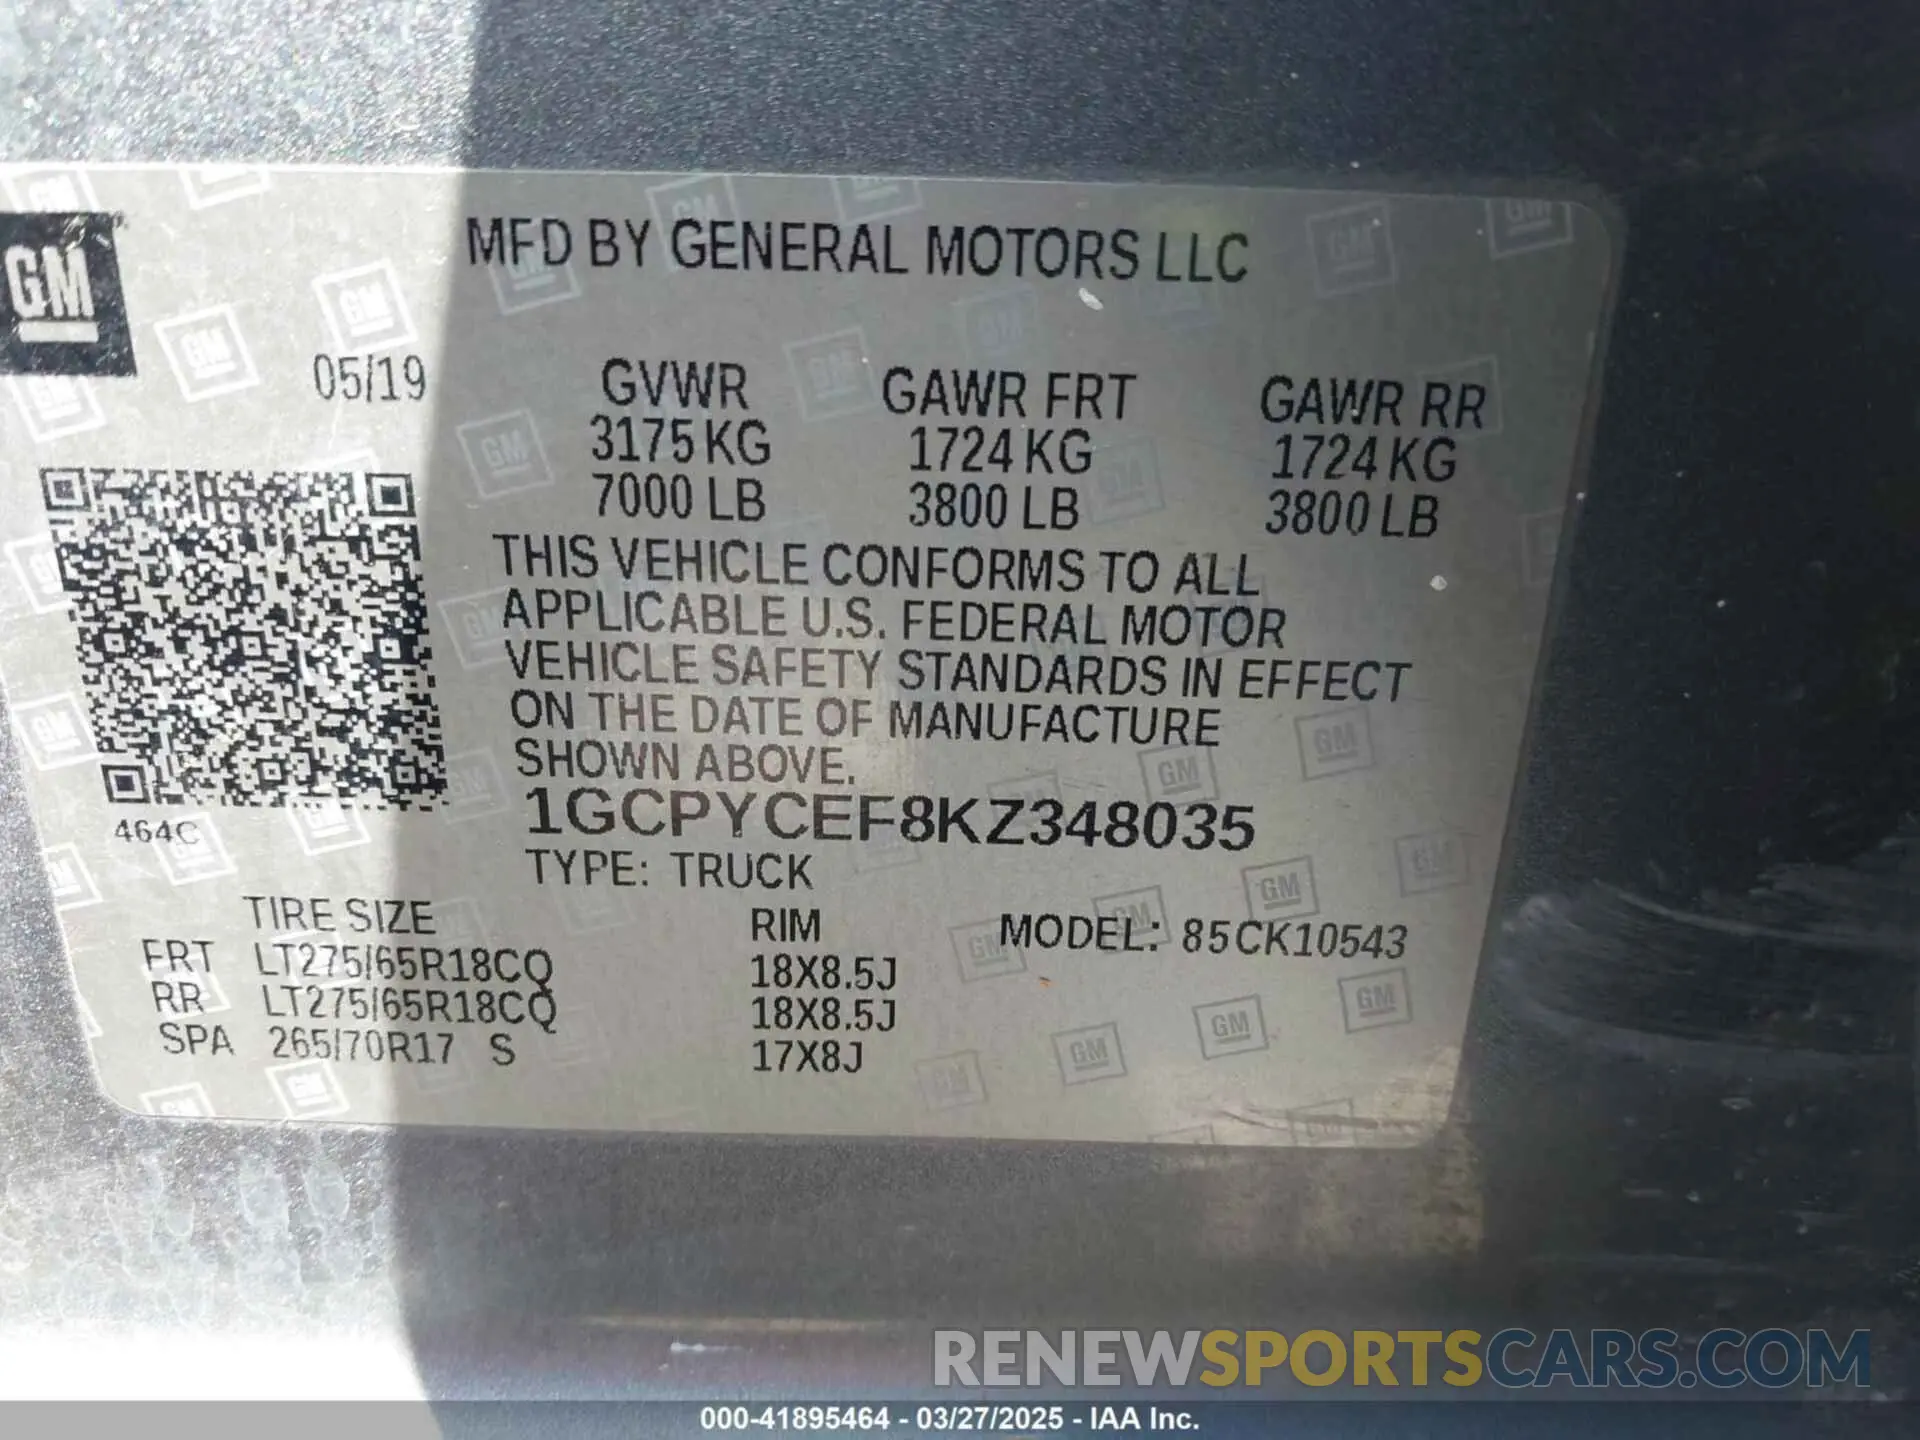 GM
MFD BY GENERAL MOTORS LLC
05/19 GVWR GAWR FRT GAWR RR
3175 KG 1724 KG 1724 KG
7000 LB 3800 LB 3800 LB
THIS VEHICLE CONFORMS TO ALL
APPLICABLE U.S. FEDERAL MOTOR
VEHICLE SAFETY STANDARDS IN EFFECT
ON THE DATE OF MANUFACTURE
SHOWN ABOVE.
464C
1GCPYCEF8KZ348035
TYPE: TRUCK
TIRE SIZE RIM MODEL: 85CK10543
FRT LT275/65R18CQ 18X8.5J
RR LT275/65R18CQ 18X8.5J
SPA 265/70R17 S 17X8J
RENEWSPORTSCARS.COM
000-41895464 - 03/27/2025 - IAA Inc.